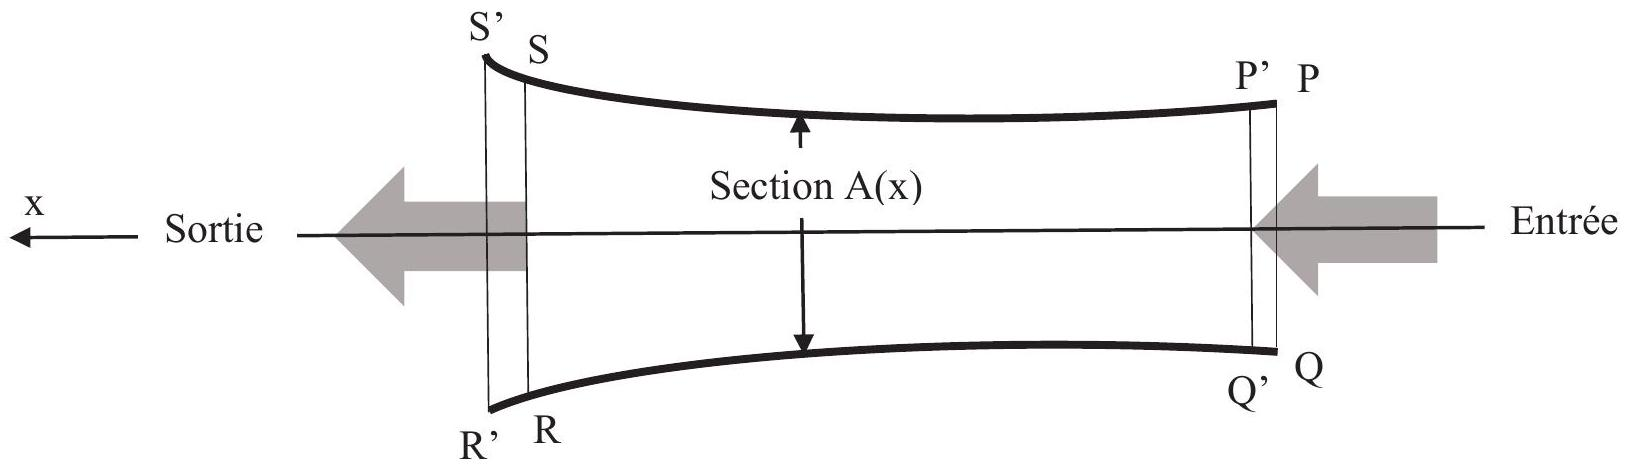 S’
S
P’ P
Section A(x)
x
Sortie
Entrée
Q
Q’
R
R’